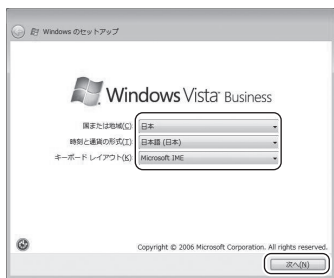 Windows のセットアップ
Windows Vista Business
国または地域(C) 日本
時刻と通貨の形式(I) 日本語 (日本)
キーボード レイアウト(K) Microsoft IME
Copyright © 2006 Microsoft Corporation. All rights reserved.
次へ(N)